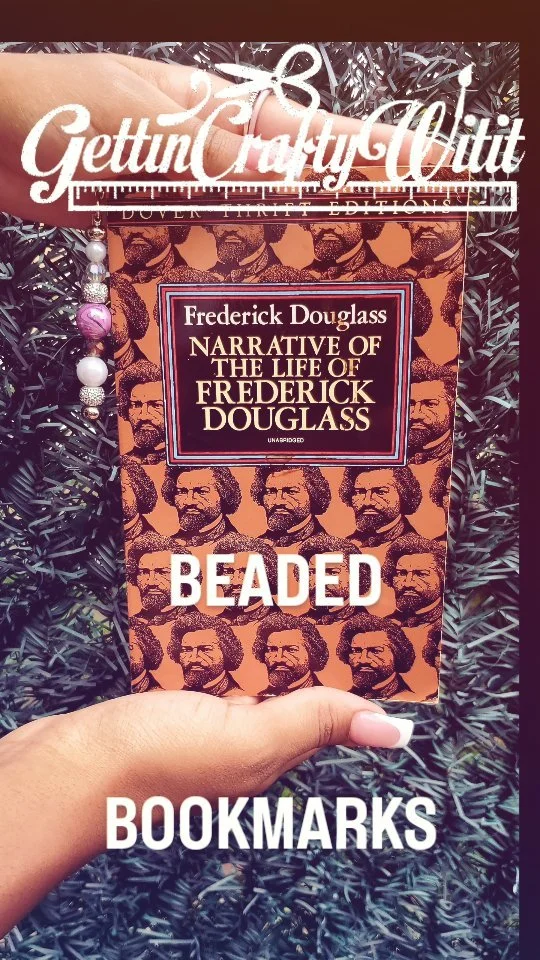 GettinCraftyWitit
DOVER THRIFT EDITIONS
Frederick Douglass
NARRATIVE OF
THE LIFE OF
FREDERICK
DOUGLASS
UNABRIDGED
BEADED
BOOKMARKS